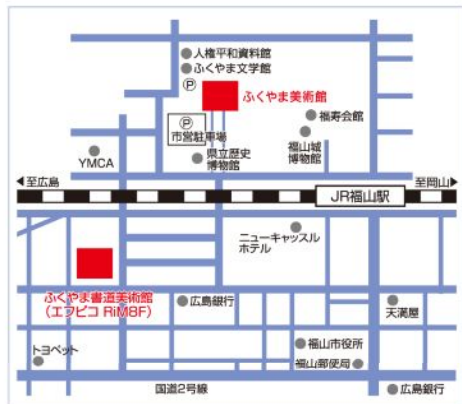 人権平和資料館
ふくやま文学館
P
ふくやま美術館
P
市営駐車場
福寿会館
福山城
博物館
県立歴史
博物館
YMCA
至広島
至岡山
JR福山駅
ニューキャッスル
ホテル
ふくやま書道美術館
(エフピコ RiM8F)
広島銀行
天満屋
トヨペット
福山市役所
福山郵便局
国道2号線
広島銀行